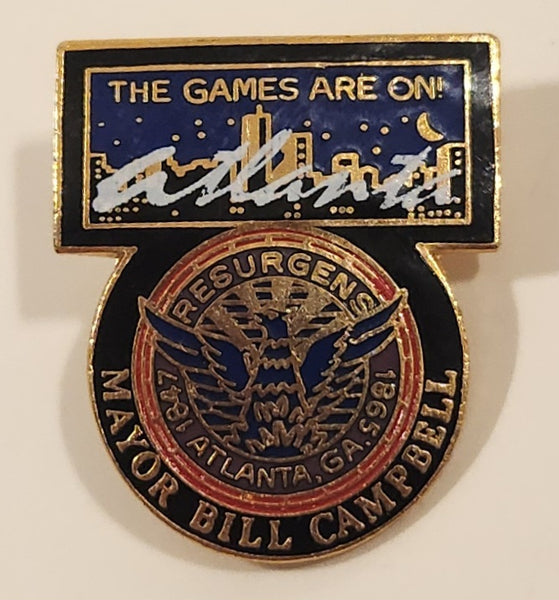 THE GAMES ARE ON!
atlanta
RESURGENS
1847 ATLANTA, GA. 1865
MAYOR BILL CAMPBELL